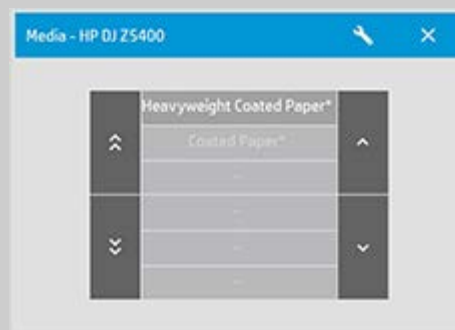 Media - HP DJ Z5400
Heavyweight Coated Paper*
Coated Paper*
--
--
--
--